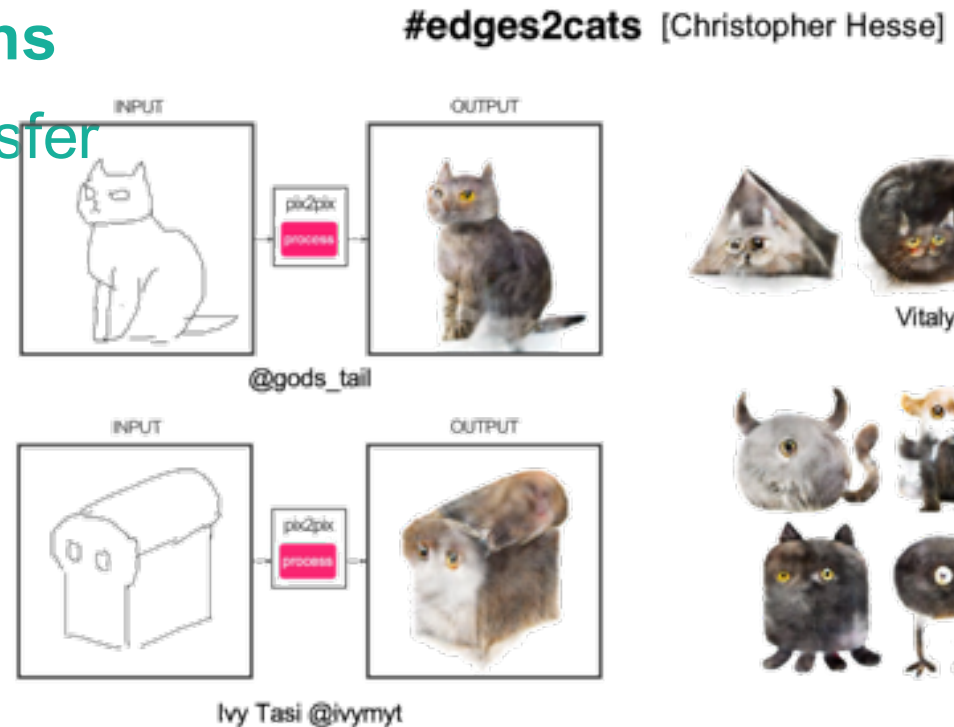 ns
#edges2cats [Christopher Hesse]
sfer
INPUT
OUTPUT
pix2pix
process
@gods_tail
Vitaly
INPUT
OUTPUT
pix2pix
process
Ivy Tasi @ivymyt